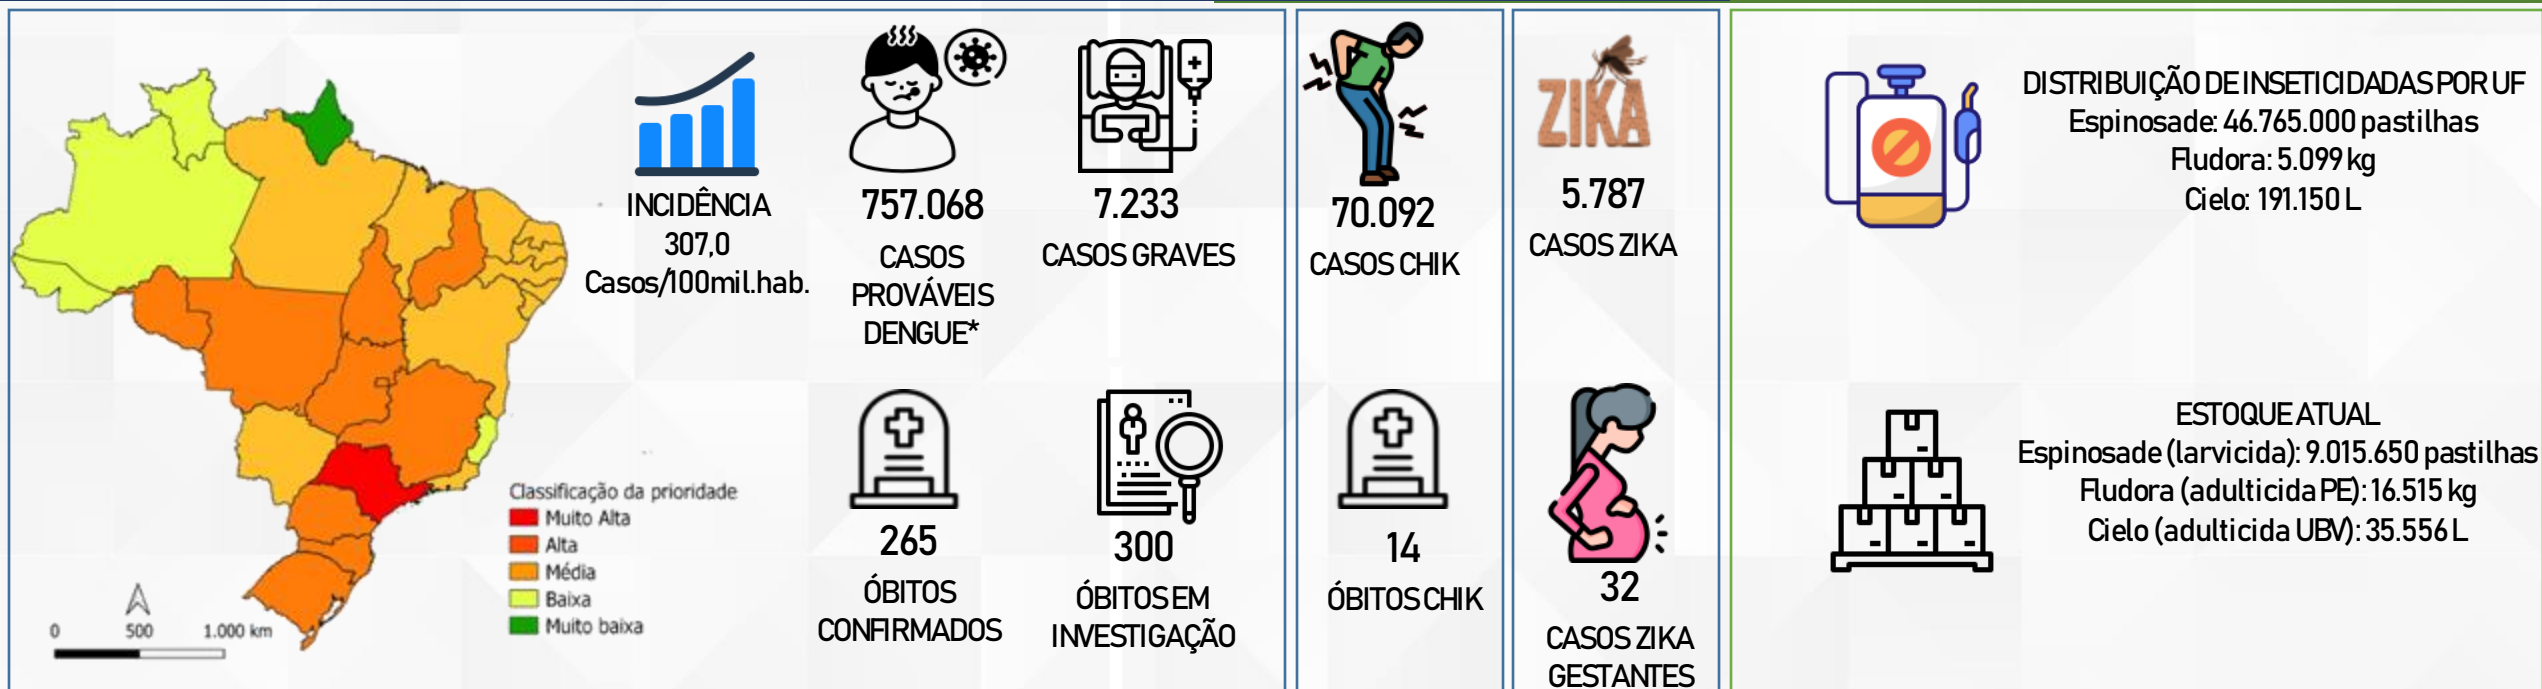 INCIDÊNCIA
307,0
Casos/100mil.hab.
757.068
CASOS
PROVÁVEIS
DENGUE*
7.233
CASOS GRAVES
265
ÓBITOS
CONFIRMADOS
300
ÓBITOS EM
INVESTIGAÇÃO
Classificação da prioridade
Muito Alta
Alta
Média
Baixa
Muito baixa
0 500 1.000 km
70.092
CASOS CHIK
14
ÓBITOS CHIK
ZIKA
5.787
CASOS ZIKA
32
CASOS ZIKA
GESTANTES
DISTRIBUIÇÃO DE INSETICIDADAS POR UF
Espinosade: 46.765.000 pastilhas
Fludora: 5.099 kg
Cielo: 191.150 L
ESTOQUE ATUAL
Espinosade (larvicida): 9.015.650 pastilhas
Fludora (adulticida PE): 16.515 kg
Cielo (adulticida UBV): 35.556 L